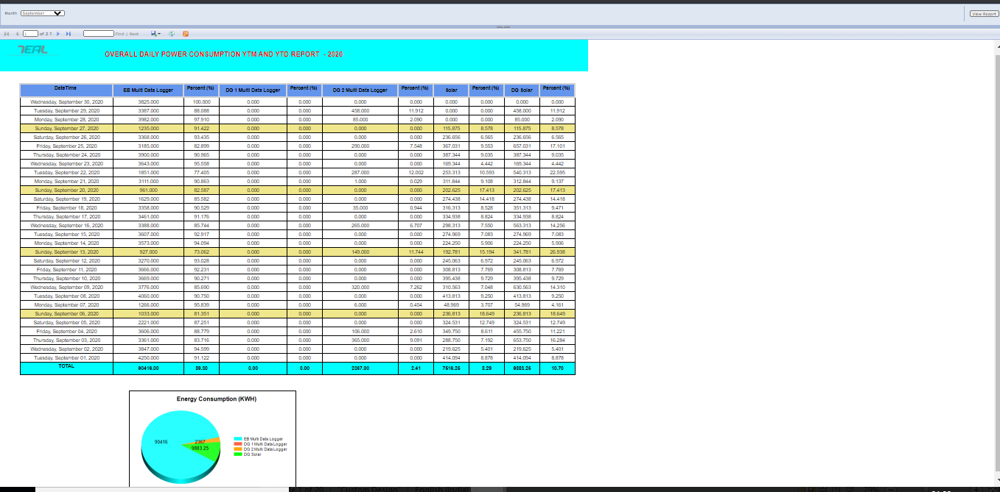 Month September View Report
1 of 2 ? Find | Next
TEAL
OVERALL DAILY POWER CONSUMPTION YTM AND YTD REPORT - 2020
DateTime EB Multi Data Logger Percent (%) DG 1 Multi Data Logger Percent (%) DG 2 Multi Data Logger Percent (%) Solar Percent (%) DG Solar Percent (%)
Wednesday, September 30, 2020 3825.000 100.000 0.000 0.000 0.000 0.000 0.000 0.000 0.000 0.000
Tuesday, September 29, 2020 3387.000 88.088 0.000 0.000 458.000 11.912 0.000 0.000 458.000 11.912
Monday, September 28, 2020 3982.000 97.910 0.000 0.000 85.000 2.090 0.000 0.000 85.000 2.090
Sunday, September 27, 2020 1235.000 91.422 0.000 0.000 0.000 0.000 115.875 8.578 115.875 8.578
Saturday, September 26, 2020 3368.000 93.435 0.000 0.000 0.000 0.000 236.656 6.565 236.656 6.565
Friday, September 25, 2020 3185.000 82.899 0.000 0.000 290.000 7.548 367.031 9.553 657.031 17.101
Thursday, September 24, 2020 3900.000 90.965 0.000 0.000 0.000 0.000 387.344 9.035 387.344 9.035
Wednesday, September 23, 2020 3643.000 95.558 0.000 0.000 0.000 0.000 169.344 4.442 169.344 4.442
Tuesday, September 22, 2020 1851.000 77.405 0.000 0.000 287.000 12.002 253.313 10.593 540.313 22.595
Monday, September 21, 2020 3111.000 90.863 0.000 0.000 1.000 0.029 311.844 9.108 312.844 9.137
Sunday, September 20, 2020 961.000 82.587 0.000 0.000 0.000 0.000 202.625 17.413 202.625 17.413
Saturday, September 19, 2020 1629.000 85.582 0.000 0.000 0.000 0.000 274.438 14.418 274.438 14.418
Friday, September 18, 2020 3358.000 90.529 0.000 0.000 35.000 0.944 316.313 8.528 351.313 9.471
Thursday, September 17, 2020 3461.000 91.176 0.000 0.000 0.000 0.000 334.938 8.824 334.938 8.824
Wednesday, September 16, 2020 3388.000 85.744 0.000 0.000 265.000 6.707 298.313 7.550 563.313 14.256
Tuesday, September 15, 2020 3607.000 92.917 0.000 0.000 0.000 0.000 274.969 7.083 274.969 7.083
Monday, September 14, 2020 3573.000 94.094 0.000 0.000 0.000 0.000 224.250 5.906 224.250 5.906
Sunday, September 13, 2020 927.000 73.062 0.000 0.000 149.000 11.744 192.781 15.194 341.781 26.938
Saturday, September 12, 2020 3270.000 93.028 0.000 0.000 0.000 0.000 245.063 6.972 245.063 6.972
Friday, September 11, 2020 3666.000 92.231 0.000 0.000 0.000 0.000 308.813 7.769 308.813 7.769
Thursday, September 10, 2020 3669.000 90.271 0.000 0.000 0.000 0.000 395.438 9.729 395.438 9.729
Wednesday, September 09, 2020 3776.000 85.690 0.000 0.000 320.000 7.262 310.563 7.048 630.563 14.310
Tuesday, September 08, 2020 4060.000 90.750 0.000 0.000 0.000 0.000 413.813 9.250 413.813 9.250
Monday, September 07, 2020 1266.000 95.839 0.000 0.000 6.000 0.454 48.969 3.707 54.969 4.161
Sunday, September 06, 2020 1033.000 81.351 0.000 0.000 0.000 0.000 236.813 18.649 236.813 18.649
Saturday, September 05, 2020 2221.000 87.251 0.000 0.000 0.000 0.000 324.531 12.749 324.531 12.749
Friday, September 04, 2020 3606.000 88.779 0.000 0.000 106.000 2.610 349.750 8.611 455.750 11.221
Thursday, September 03, 2020 3361.000 83.716 0.000 0.000 365.000 9.091 288.750 7.192 653.750 16.284
Wednesday, September 02, 2020 3847.000 94.599 0.000 0.000 0.000 0.000 219.625 5.401 219.625 5.401
Tuesday, September 01, 2020 4250.000 91.122 0.000 0.000 0.000 0.000 414.094 8.878 414.094 8.878
TOTAL 90416.00 89.30 0.00 0.00 2367.00 2.41 7516.25 8.29 9883.25 10.70
Energy Consumption (KWH)
90416 2367 9883.25
EB Multi Data Logger
DG 1 Multi Data Logger
DG 2 Multi Data Logger
DG Solar
1 of 20 Custom Design English (India)